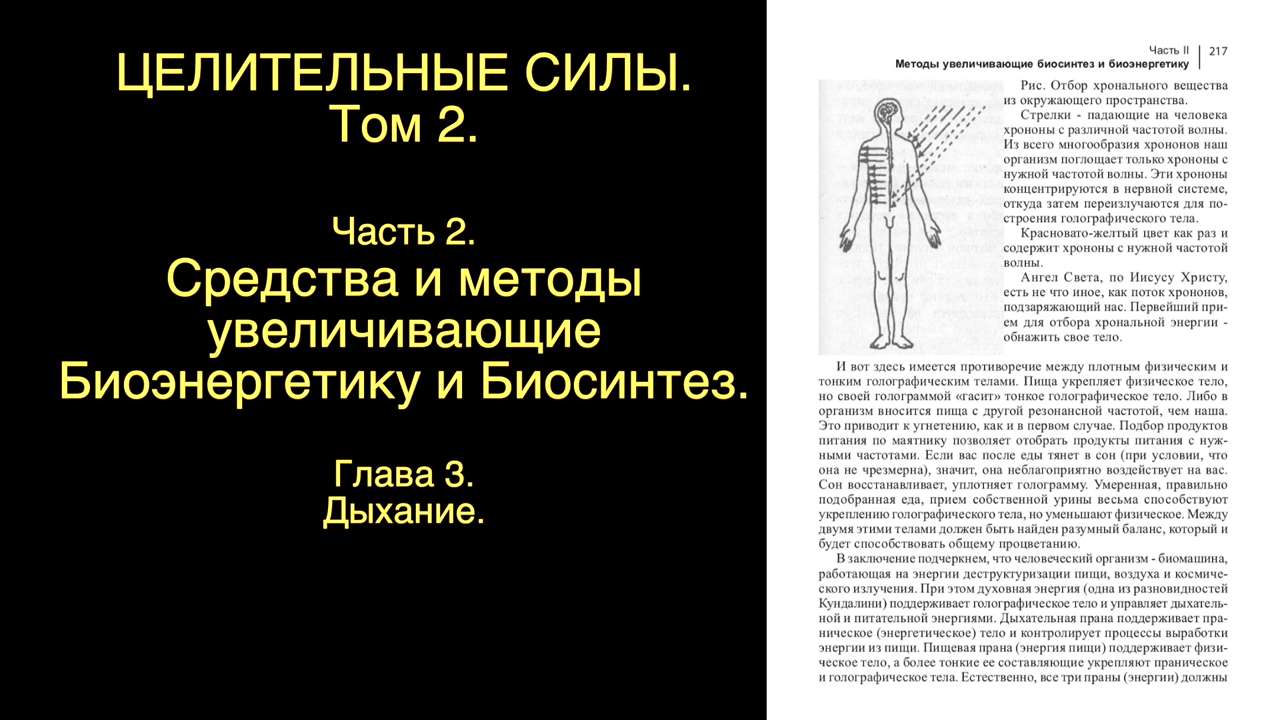 ЦЕЛИТЕЛЬНЫЕ СИЛЫ.
Том 2.
Часть 2.
Средства и методы
увеличивающие
Биоэнергетику и Биосинтез.
Глава 3.
Дыхание.
Часть II 217
Методы увеличивающие биосинтез и биоэнергетику
Рис. Отбор хронального вещества
из окружающего пространства.
Стрелки - падающие на человека
хрононы с различной частотой волны.
Из всего многообразия хрононов наш
организм поглощает только хрононы с
нужной частотой волны. Эти хрононы
концентрируются в нервной системе,
откуда затем переизлучаются для по-
строения голографического тела.
Красновато-желтый цвет как раз и
содержит хрононы с нужной частотой
волны.
Ангел Света, по Иисусу Христу,
есть не что иное, как поток хрононов,
подзаряжающий нас. Первейший при-
ем для отбора хрональной энергии -
обнажить свое тело.
И вот здесь имеется противоречие между плотным физическим и
тонким голографическим телами. Пища укрепляет физическое тело,
но своей голограммой «гасит» тонкое голографическое тело. Либо в
организм вносится пища с другой резонансной частотой, чем наша.
Это приводит к угнетению, как и в первом случае. Подбор продуктов
питания по маятнику позволяет отобрать продукты питания с нуж-
ными частотами. Если вас после еды тянет в сон (при условии, что
она не чрезмерна), значит, она неблагоприятно воздействует на вас.
Сон восстанавливает, уплотняет голограмму. Умеренная, правильно
подобранная еда, прием собственной урины весьма способствуют
укреплению голографического тела, но уменьшают физическое. Между
двумя этими телами должен быть найден разумный баланс, который и
будет способствовать общему процветанию.
В заключение подчеркнем, что человеческий организм - биомашина,
работающая на энергии деструктуризации пищи, воздуха и космиче-
ского излучения. При этом духовная энергия (одна из разновидностей
Кундалини) поддерживает голографическое тело и управляет дыхатель-
ной и питательной энергиями. Дыхательная прана поддерживает пра-
ническое (энергетическое) тело и контролирует процессы выработки
энергии из пищи. Пищевая прана (энергия пищи) поддерживает физи-
ческое тело, а более тонкие ее составляющие укрепляют праническое
и голографическое тела. Естественно, все три праны (энергии) должны